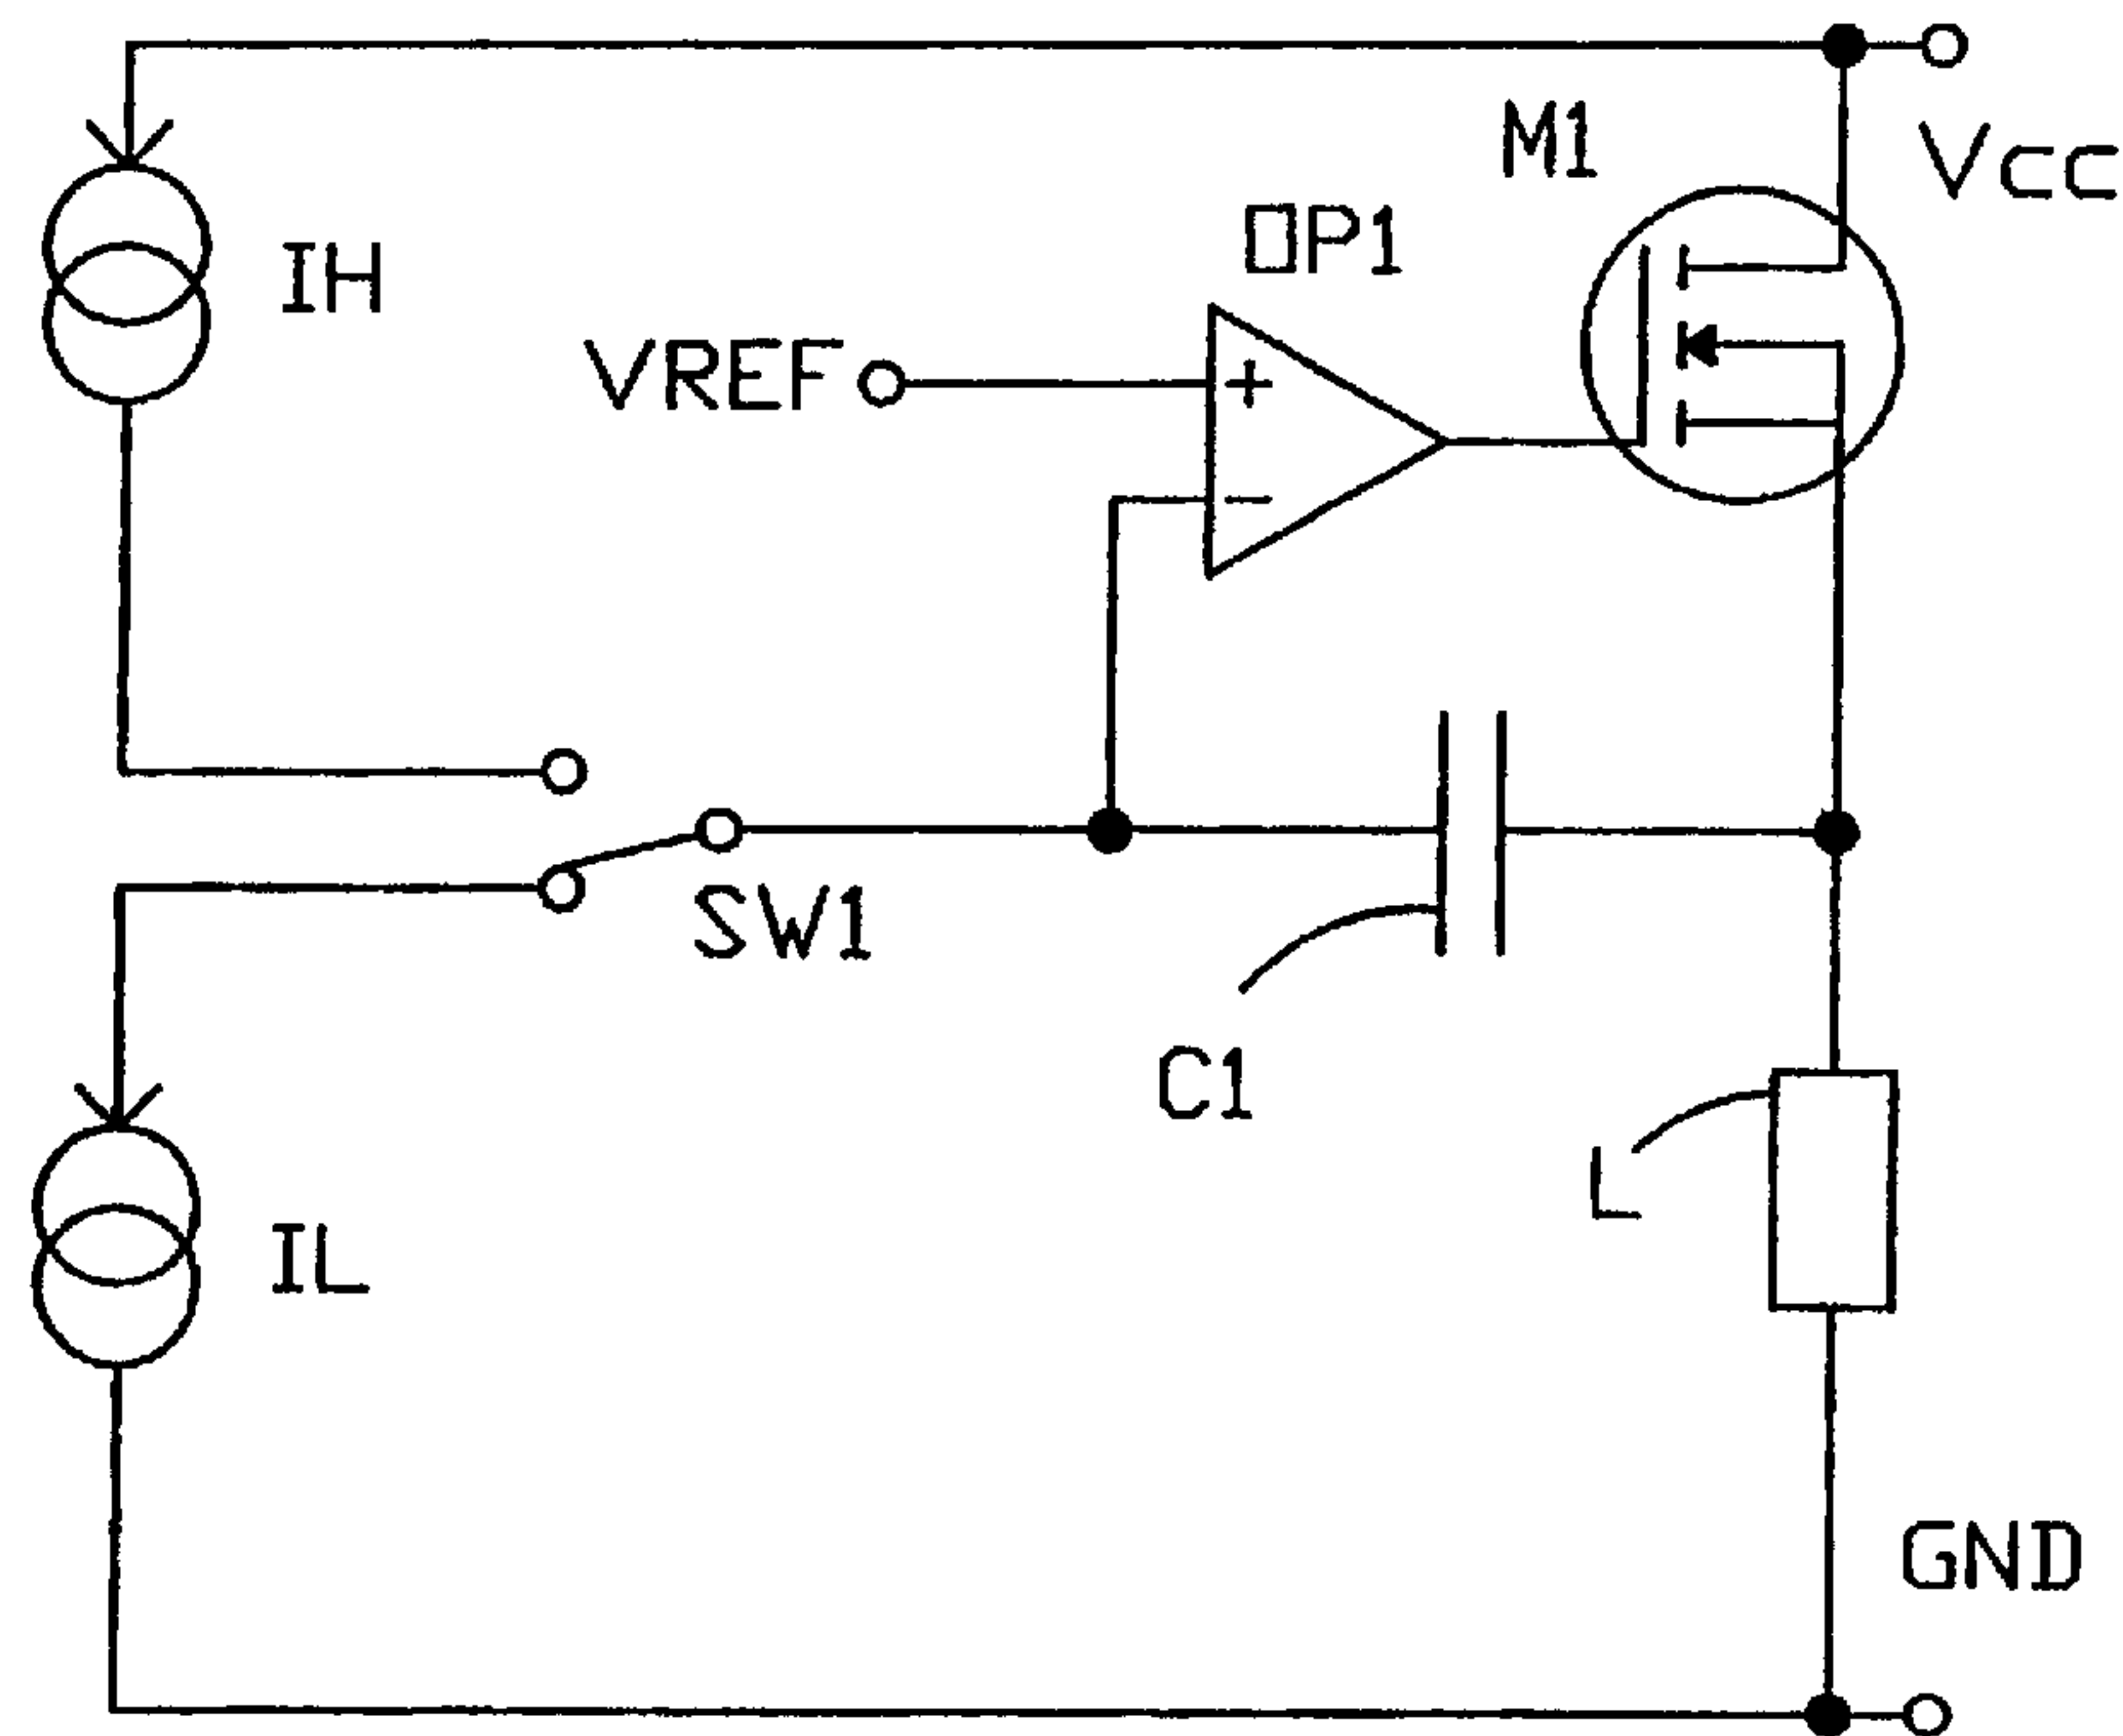 M1
VCC
OP1
IH
VREF
+
−
SW1
C1
L
IL
GND